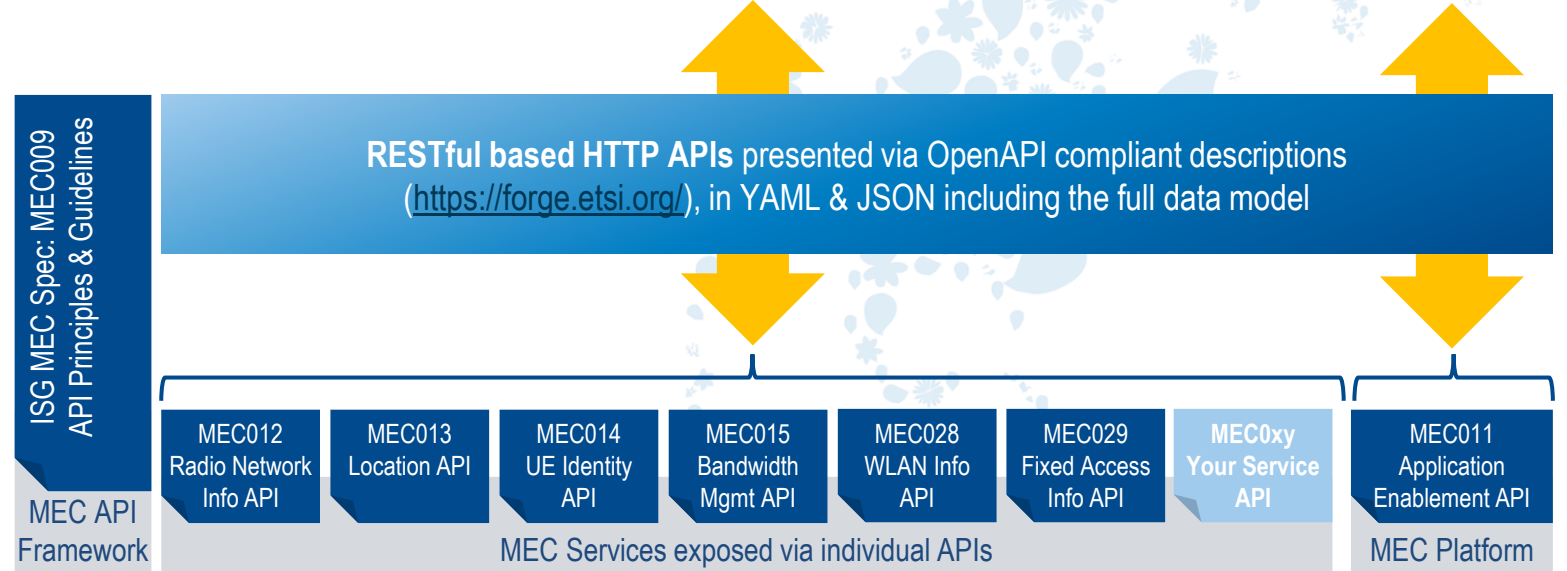 ISG MEC Spec: MEC009
API Principles & Guidelines
MEC API
Framework
RESTful based HTTP APIs presented via OpenAPI compliant descriptions
(https://forge.etsi.org/), in YAML & JSON including the full data model
MEC012
Radio Network
Info API
MEC013
Location API
MEC014
UE Identity
API
MEC015
Bandwidth
Mgmt API
MEC028
WLAN Info
API
MEC029
Fixed Access
Info API
MEC0xy
Your Service
API
MEC Services exposed via individual APIs
MEC011
Application
Enablement API
MEC Platform